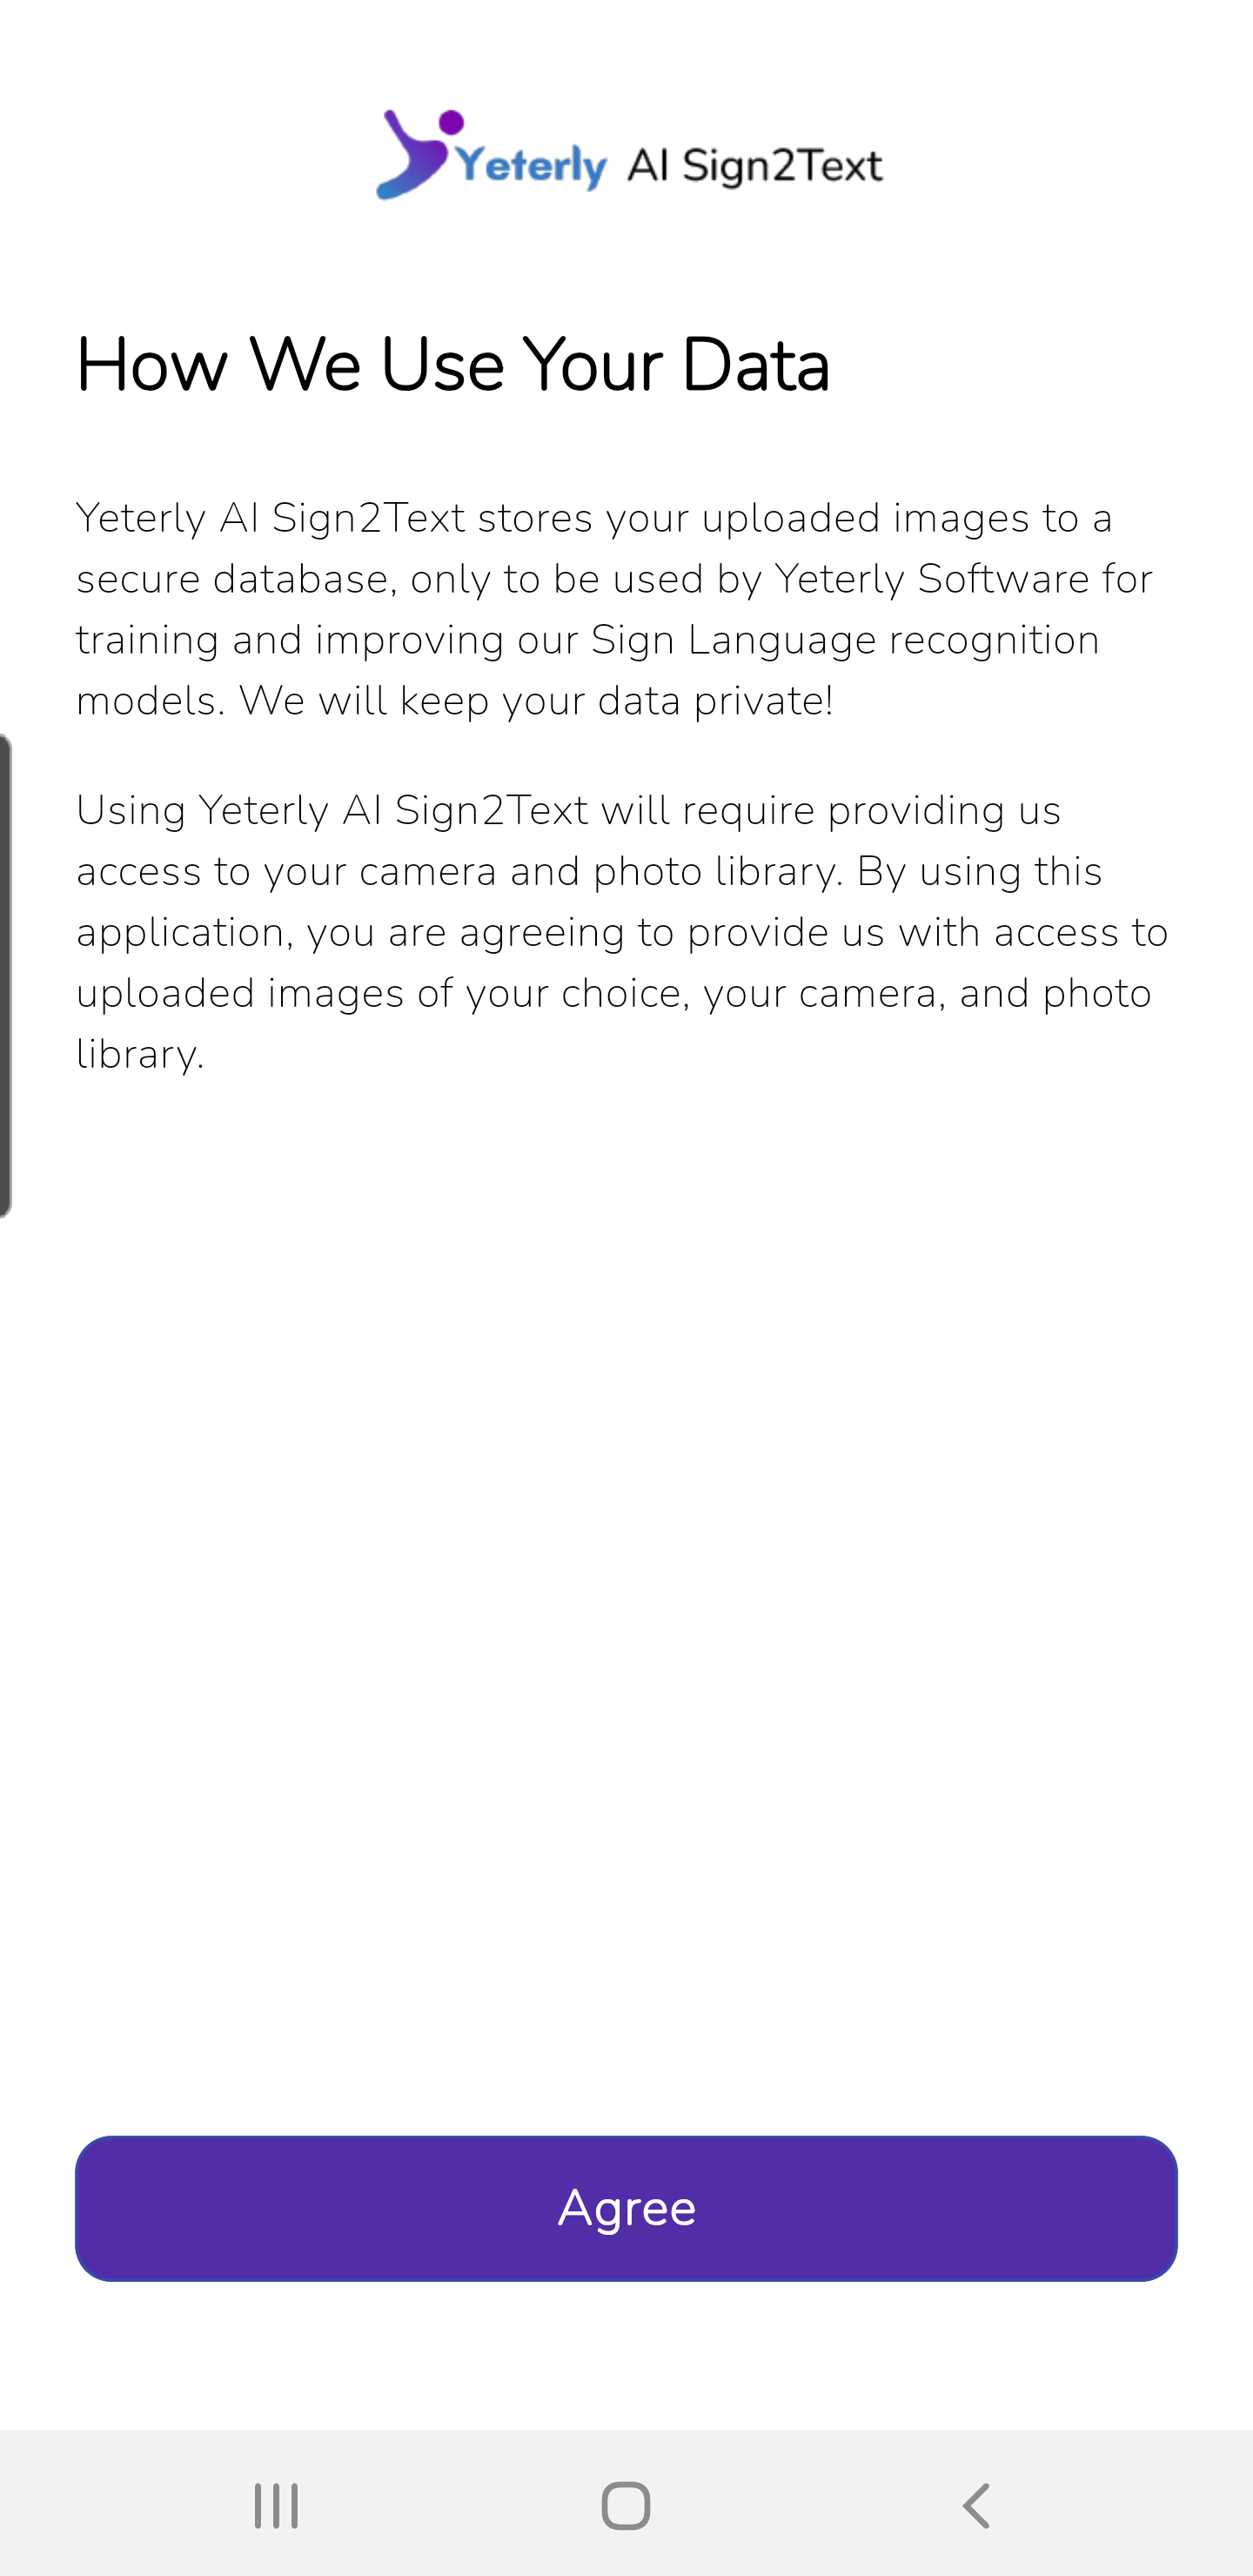 Yeterly AI Sign2Text
How We Use Your Data
Yeterly AI Sign2Text stores your uploaded images to a
secure database, only to be used by Yeterly Software for
training and improving our Sign Language recognition
models. We will keep your data private!
Using Yeterly AI Sign2Text will require providing us
access to your camera and photo library. By using this
application, you are agreeing to provide us with access to
uploaded images of your choice, your camera, and photo
library.
Agree